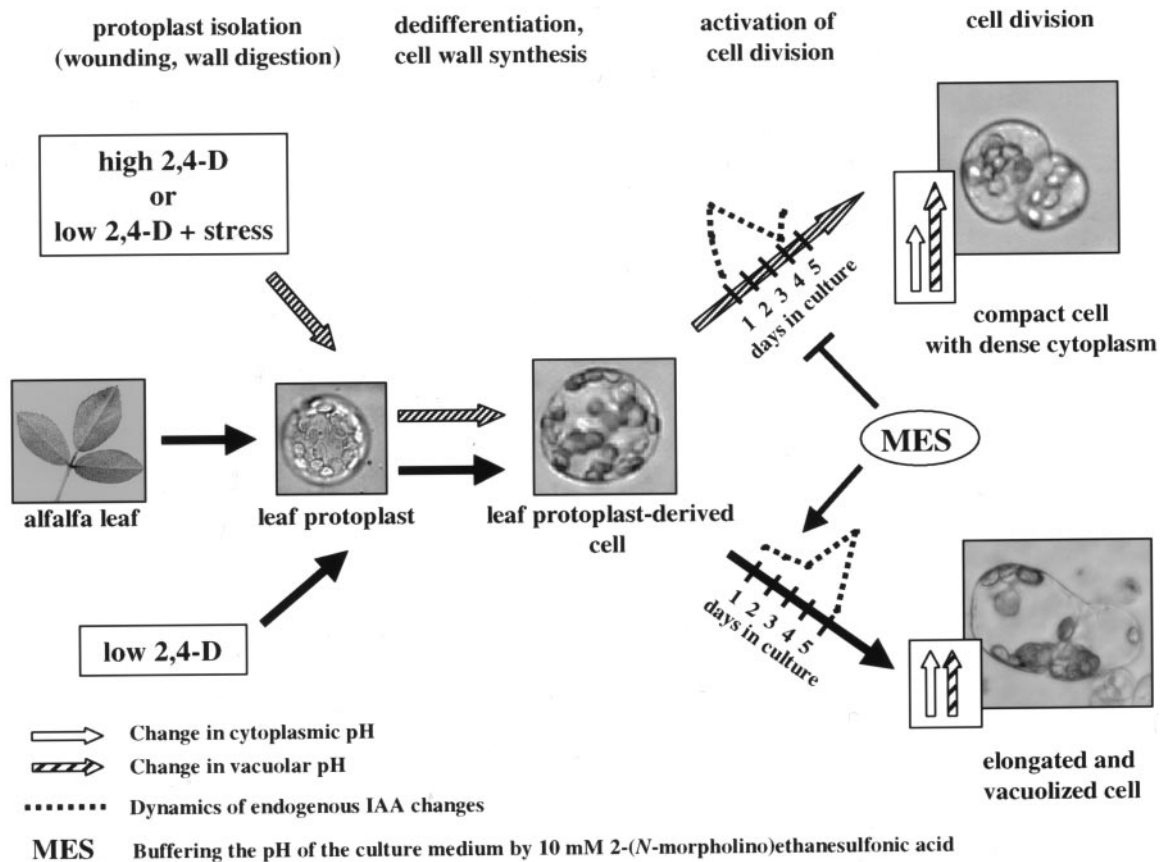 protoplast isolation
(wounding, wall digestion)
dedifferentiation,
cell wall synthesis
activation of
cell division
cell division
high 2,4-D
or
low 2,4-D + stress
1 2 3 4 5
days in culture
compact cell
with dense cytoplasm
MES
alfalfa leaf
leaf protoplast
leaf protoplast-derived
cell
1 2 3 4 5
days in culture
low 2,4-D
elongated and
vacuolized cell
Change in cytoplasmic pH
Change in vacuolar pH
Dynamics of endogenous IAA changes
MES Buffering the pH of the culture medium by 10 mM 2-(N-morpholino)ethanesulfonic acid